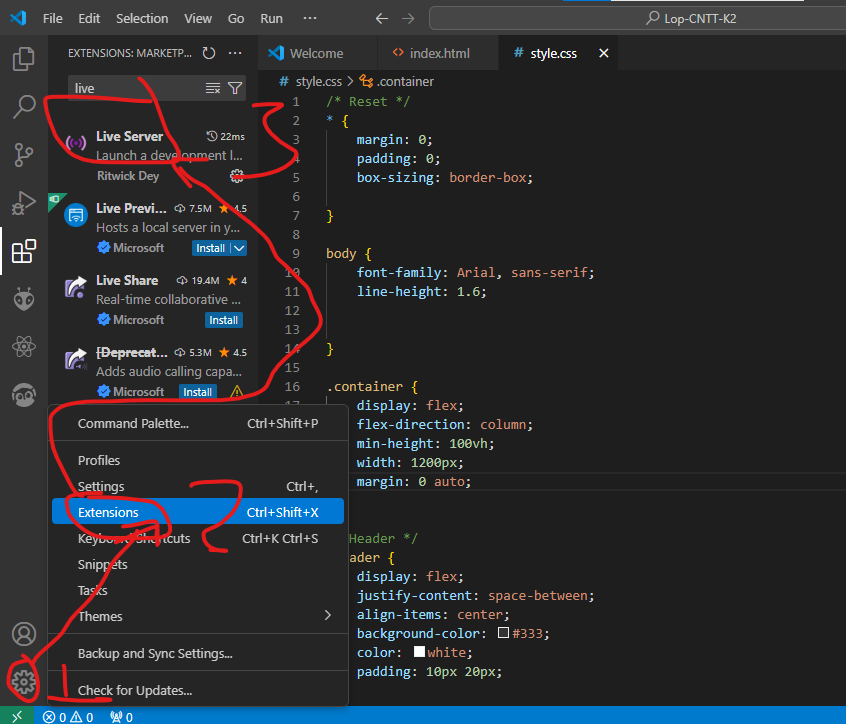 File Edit Selection View Go Run ···
Lop-CNTT-K2
EXTENSIONS: MARKETP...
live
Live Server 22ms
Launch a development l...
Ritwick Dey
Live Previ... 7.5M 4.5
Hosts a local server in y...
Microsoft Install
Live Share 19.4M 4
Real-time collaborative ...
Microsoft Install
[Deprecat... 5.3M 4.5
Adds audio calling capa...
Microsoft Install
Command Palette... Ctrl+Shift+P
Profiles
Settings Ctrl+,
Extensions Ctrl+Shift+X
Keyboard Shortcuts Ctrl+K Ctrl+S
Snippets
Tasks
Themes
Backup and Sync Settings...
Check for Updates...
1
2
3
Welcome index.html style.css
# style.css > .container
1 /* Reset */
2 * {
3 margin: 0;
4 padding: 0;
5 box-sizing: border-box;
6
7 }
8
9 body {
10 font-family: Arial, sans-serif;
11 line-height: 1.6;
12
13
14 }
15
16 .container {
17 display: flex;
flex-direction: column;
min-height: 100vh;
width: 1200px;
margin: 0 auto;
Header */
ader {
display: flex;
justify-content: space-between;
align-items: center;
background-color: #333;
color: white;
padding: 10px 20px;
0 0 0